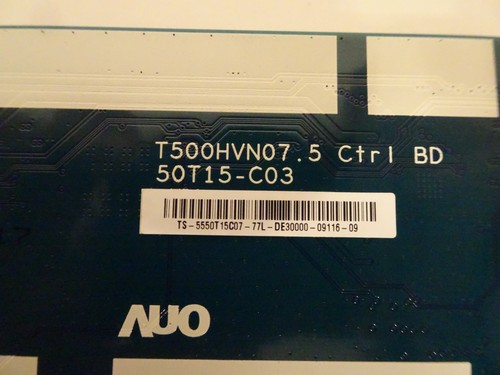 T500HVN07.5 Ctrl BD
50T15-C03
TS - 5550T15C07 - 77L - DE30000 - 09116 - 09
AUO